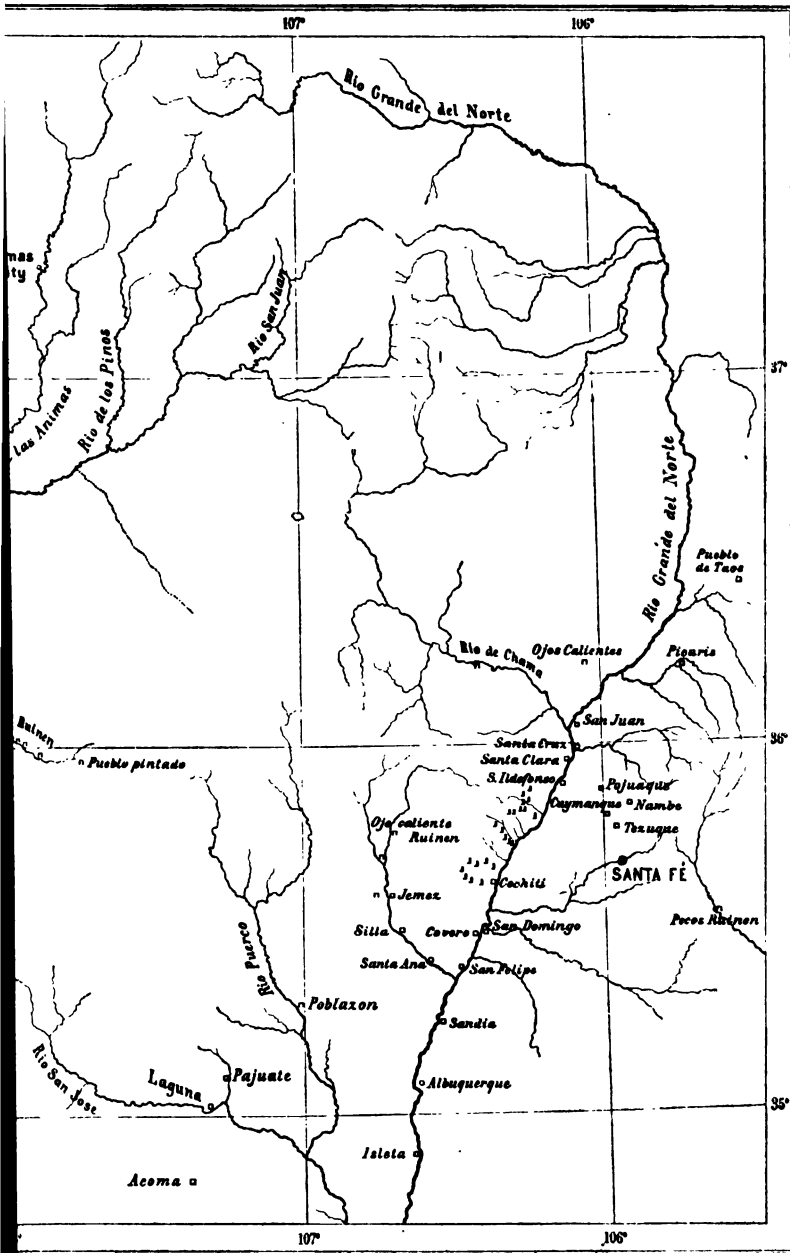 107°
106°
Rio Grande del Norte
mas
ity
Rio San Juan
Rio de los Pinos
las Animas
37°
Rio Grande del Norte
Pueblo
de Taos
Rio de Chama
Ojos Calientes
Picaris
San Juan
Ruinen
36°
Pueblo pintado
Santa Cruz
Santa Clara
S. Ildefonso
Pojuaque
Cuymanque
Nambe
Tezuque
Ojo caliente
Ruinen
SANTA FÉ
Cochiti
Jemez
Pecos Ruinen
Silla
Covero
San Domingo
Santa Ana
San Felipe
Rio Puerco
Poblazon
Sandia
Rio San Jose
Laguna
Pajuate
Albuquerque
35°
Isleta
Acoma
107°
106°